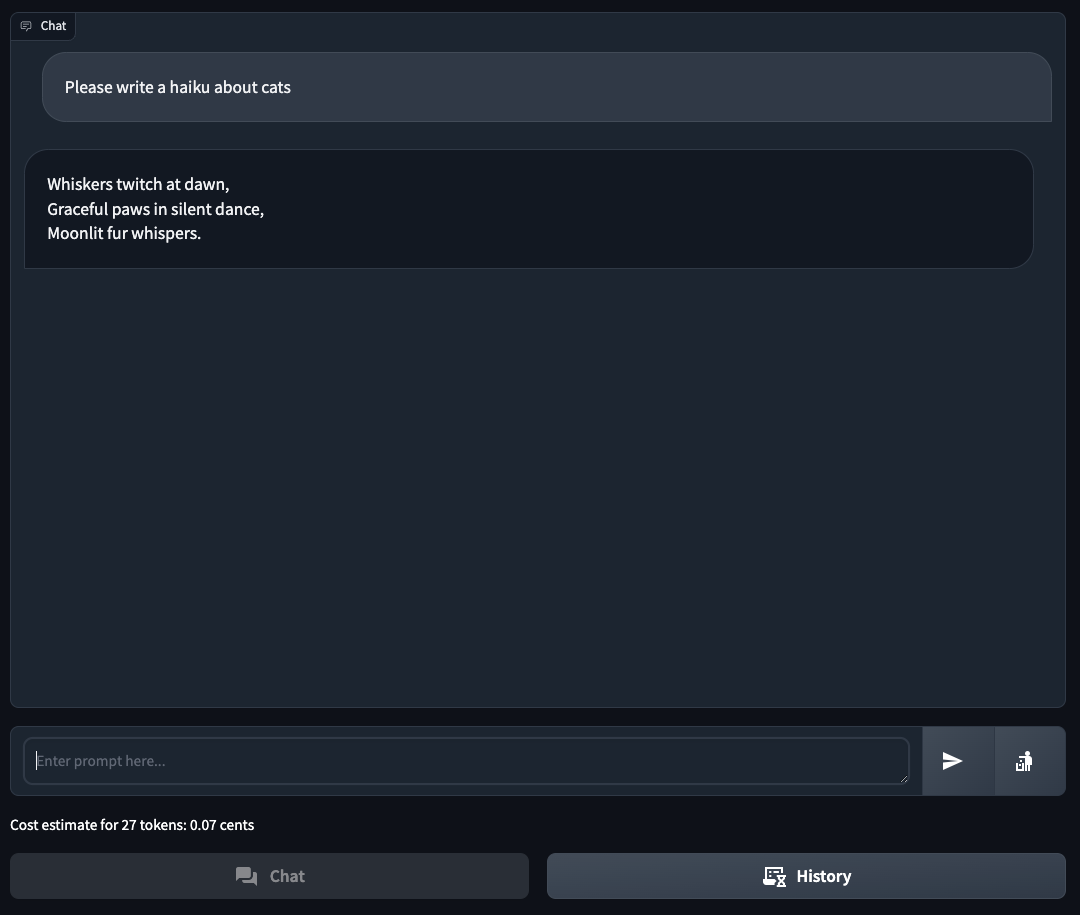 Chat
Please write a haiku about cats
Whiskers twitch at dawn,
Graceful paws in silent dance,
Moonlit fur whispers.
Enter prompt here...
Cost estimate for 27 tokens: 0.07 cents
Chat
History